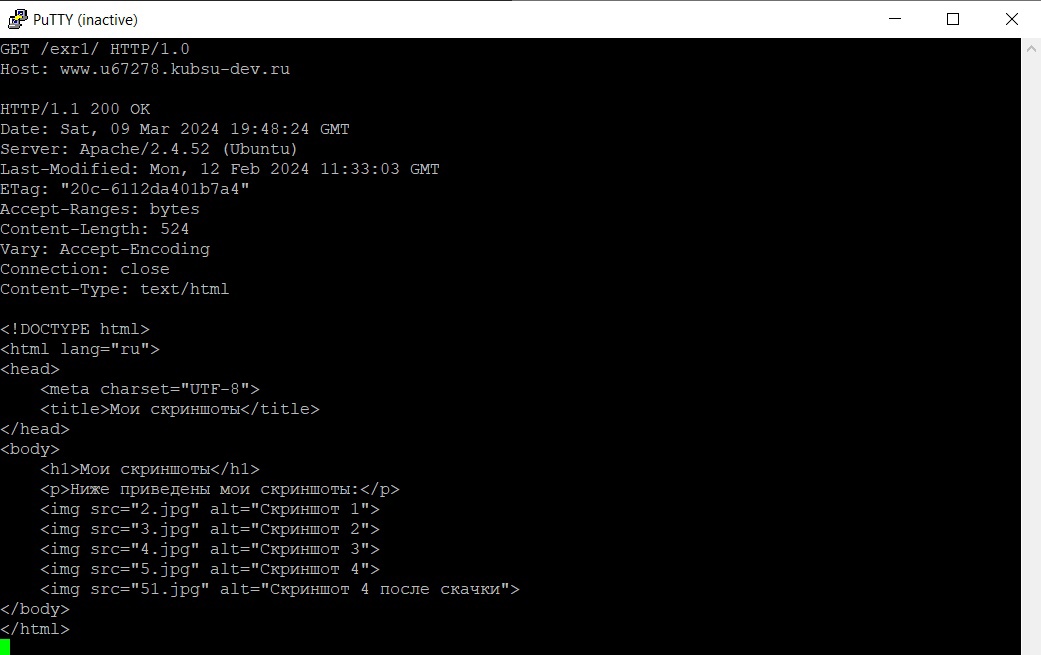 PuTTY (inactive)
GET /exr1/ HTTP/1.0
Host: www.u67278.kubsu-dev.ru
HTTP/1.1 200 OK
Date: Sat, 09 Mar 2024 19:48:24 GMT
Server: Apache/2.4.52 (Ubuntu)
Last-Modified: Mon, 12 Feb 2024 11:33:03 GMT
ETag: "20c-6112da401b7a4"
Accept-Ranges: bytes
Content-Length: 524
Vary: Accept-Encoding
Connection: close
Content-Type: text/html
<!DOCTYPE html>
<html lang="ru">
<head>
    <meta charset="UTF-8">
    <title>Мои скриншоты</title>
</head>
<body>
    <h1>Мои скриншоты</h1>
    <p>Ниже приведены мои скриншоты:</p>
    <img src="2.jpg" alt="Скриншот 1">
    <img src="3.jpg" alt="Скриншот 2">
    <img src="4.jpg" alt="Скриншот 3">
    <img src="5.jpg" alt="Скриншот 4">
    <img src="51.jpg" alt="Скриншот 4 после скачки">
</body>
</html>